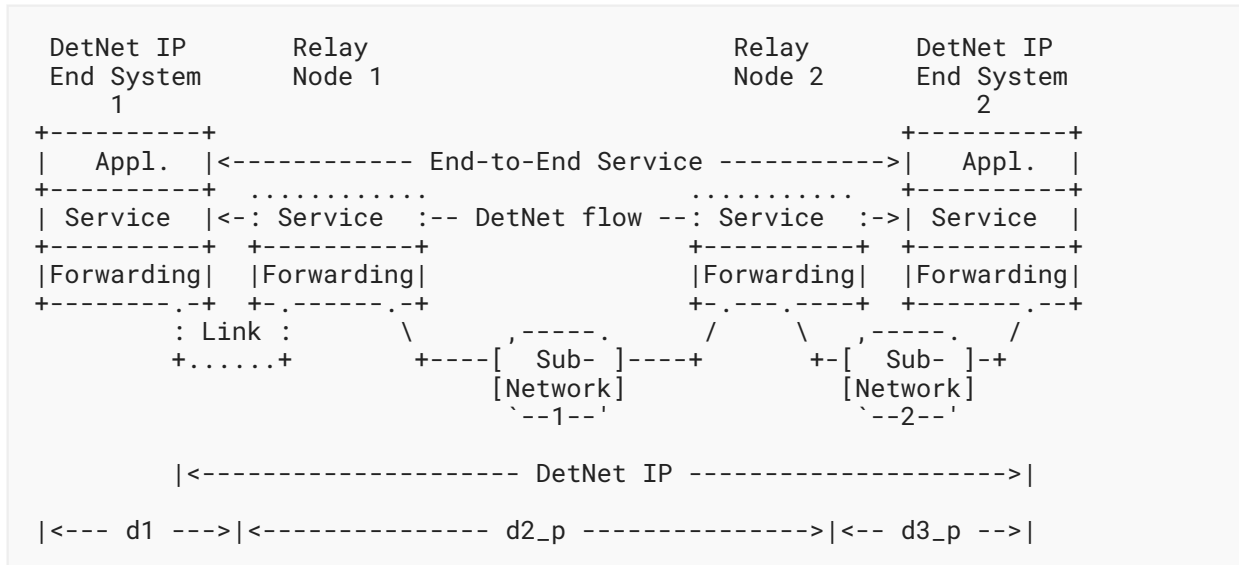 DetNet IP       Relay                        Relay       DetNet IP
 End System      Node 1                       Node 2      End System
     1                                                        2
+----------+                                             +----------+
|   Appl.  |<------------ End-to-End Service ----------->|   Appl.  |
+----------+  ............                 ...........   +----------+
| Service  |<-: Service  :-- DetNet flow --: Service  :->| Service  |
+----------+  +----------+                 +----------+  +----------+
|Forwarding|  |Forwarding|                 |Forwarding|  |Forwarding|
+--------.-+  +-.------.-+                 +-.---.----+  +-------.--+
         : Link :       \      ,-----.      /     \   ,-----.   /
         +......+        +----[  Sub- ]----+       +-[  Sub- ]-+
                              [Network]              [Network]
                               `--1--'                `--2--'

         |<--------------------- DetNet IP --------------------->|

|<--- d1 --->|<--------------- d2_p --------------->|<-- d3_p -->|